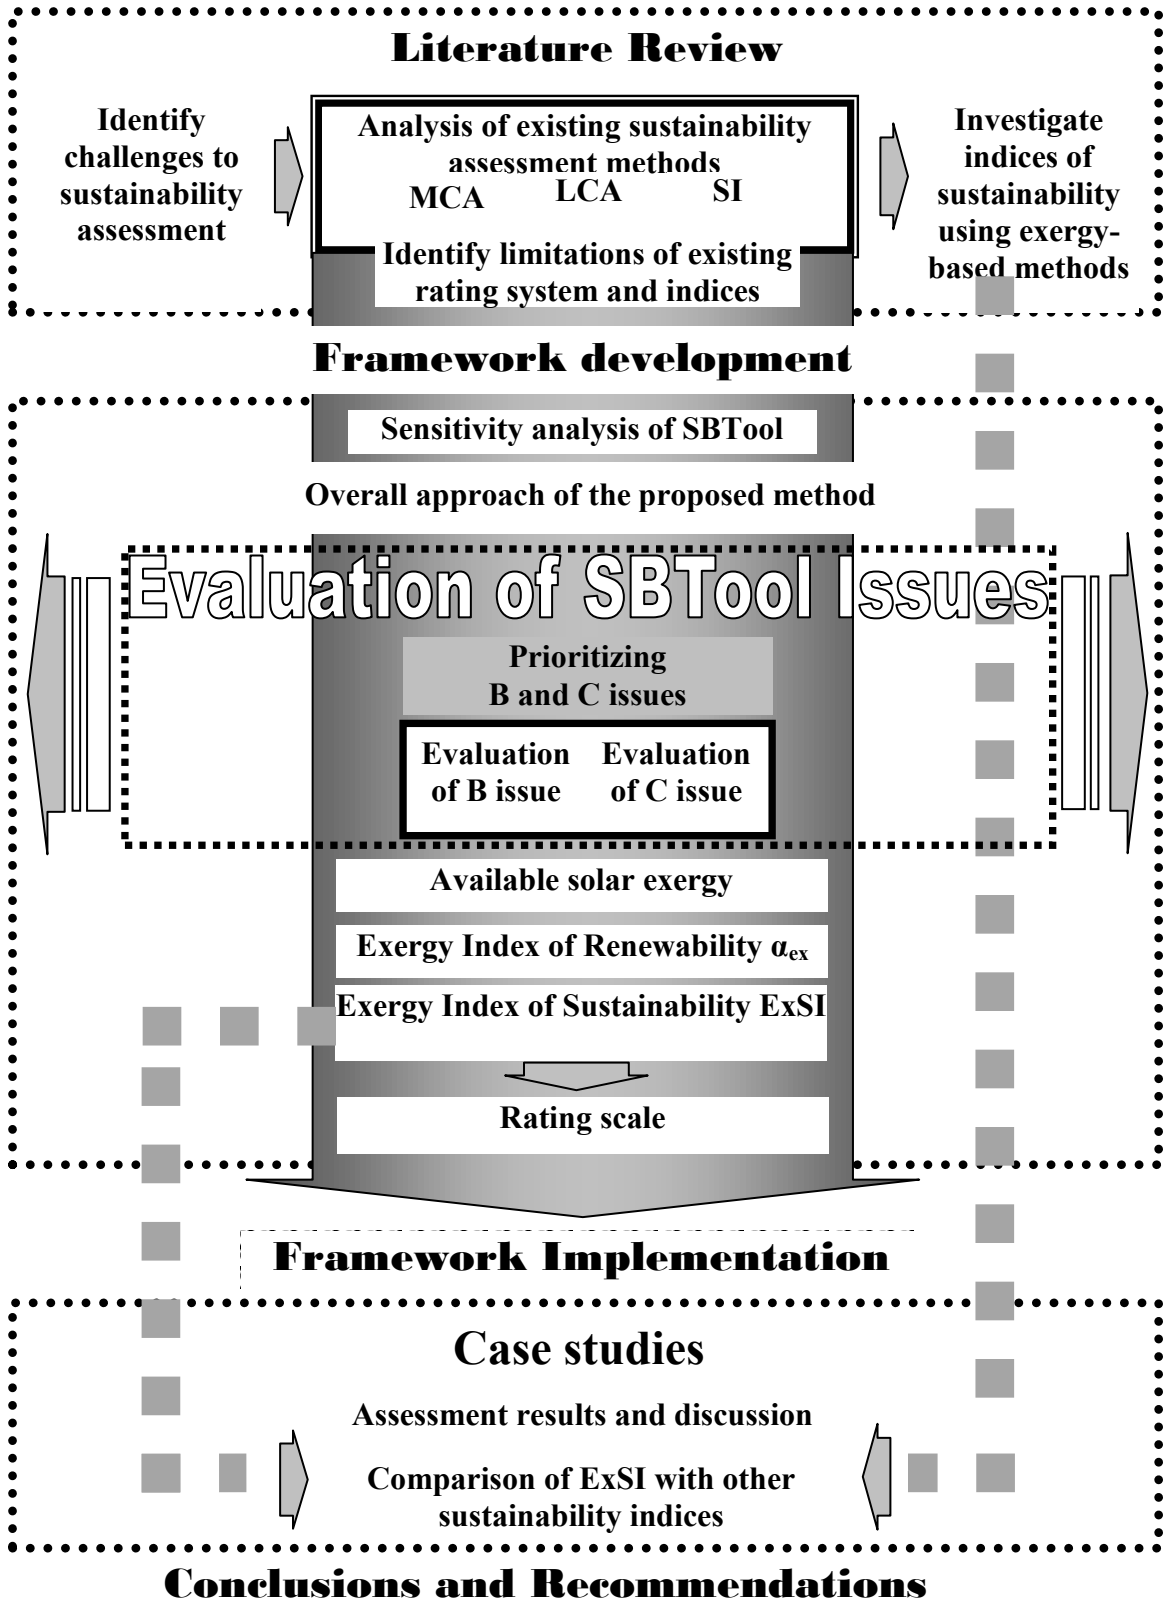 Literature Review
Identify
challenges to
sustainability
assessment
Analysis of existing sustainability
assessment methods
MCA LCA SI
Identify limitations of existing
rating system and indices
Investigate
indices of
sustainability
using exergy-
based methods
Framework development
Sensitivity analysis of SBTool
Overall approach of the proposed method
Evaluation of SBTool Issues
Prioritizing
B and C issues
Evaluation
of B issue
Evaluation
of C issue
Available solar exergy
Exergy Index of Renewability αex
Exergy Index of Sustainability ExSI
Rating scale
Framework Implementation
Case studies
Assessment results and discussion
Comparison of ExSI with other
sustainability indices
Conclusions and Recommendations